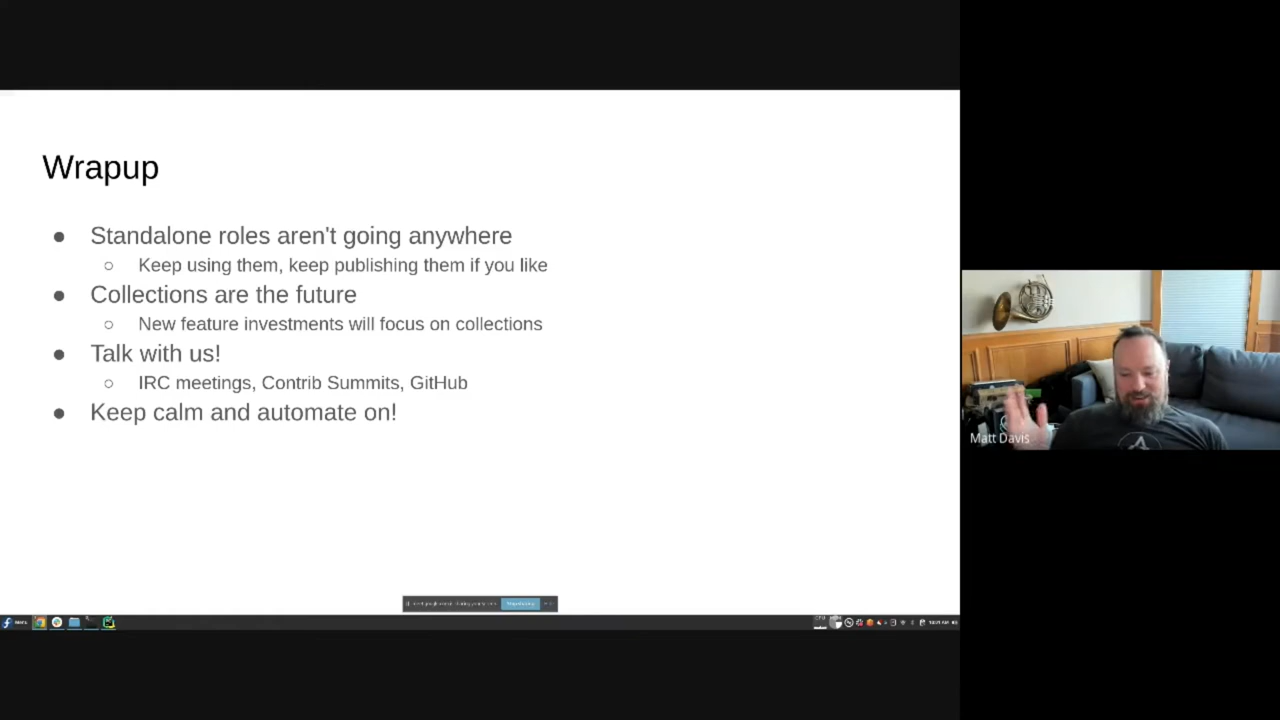 Wrapup
● Standalone roles aren't going anywhere
○ Keep using them, keep publishing them if you like
● Collections are the future
○ New feature investments will focus on collections
● Talk with us!
○ IRC meetings, Contrib Summits, GitHub
● Keep calm and automate on!
Matt Davis